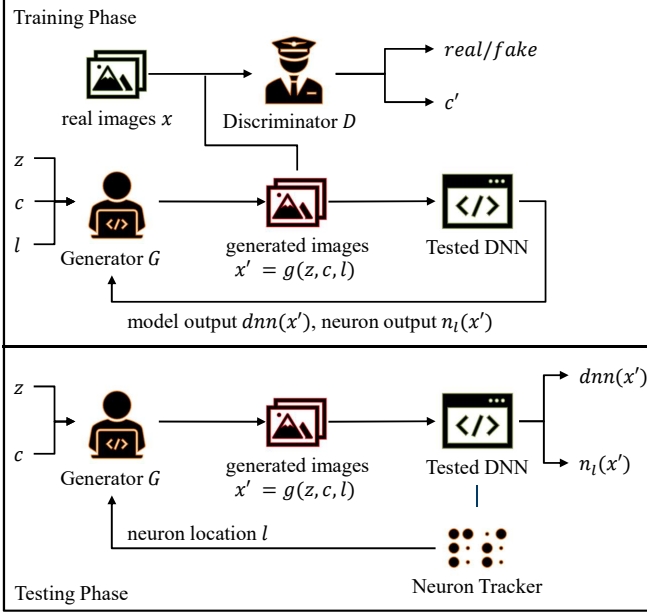 Training Phase
real images x
Discriminator D
real/fake
c′
z
c
l
</>
Generator G
generated images
x′ = g(z, c, l)
</>
Tested DNN
model output dnn(x′), neuron output n_l(x′)
z
c
</>
Generator G
generated images
x′ = g(z, c, l)
</>
Tested DNN
dnn(x′)
n_l(x′)
neuron location l
Neuron Tracker
Testing Phase